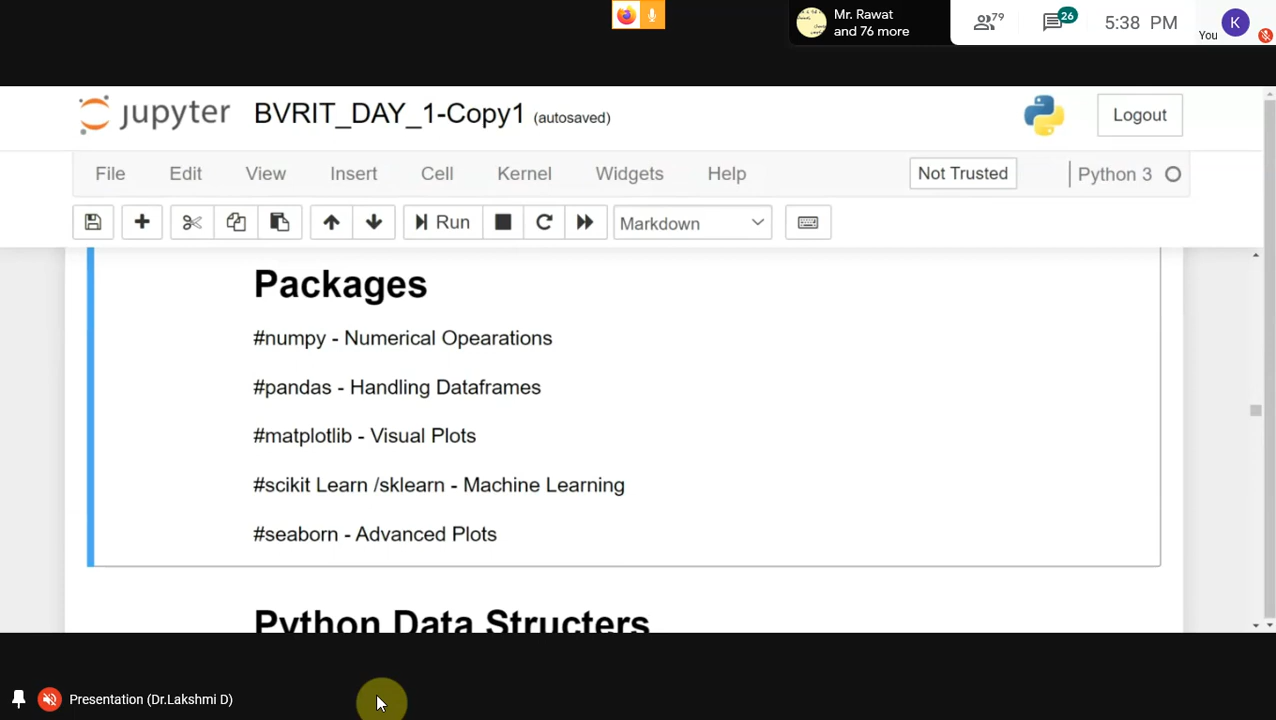 Mr. Rawat
and 76 more
79
26
5:38 PM
You
K
jupyter BVRIT_DAY_1-Copy1 (autosaved)
Logout
File Edit View Insert Cell Kernel Widgets Help
Not Trusted
Python 3
Run
Markdown
Packages
#numpy - Numerical Opearations
#pandas - Handling Dataframes
#matplotlib - Visual Plots
#scikit Learn /sklearn - Machine Learning
#seaborn - Advanced Plots
Python Data Structers
Presentation (Dr.Lakshmi D)